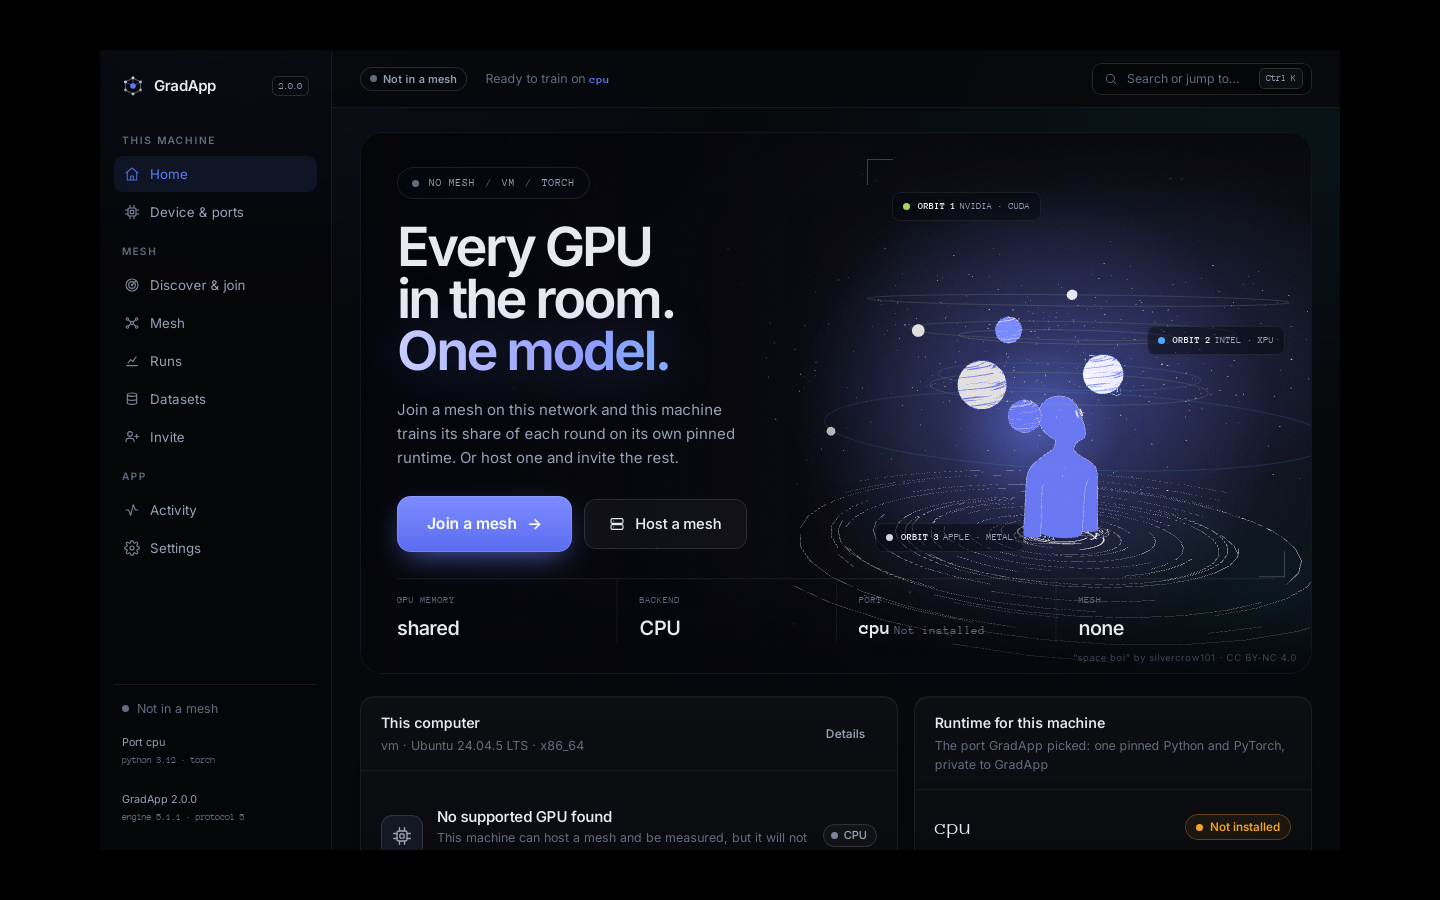 GradApp
2.0.0
THIS MACHINE
Home
Device & ports
MESH
Discover & join
Mesh
Runs
Datasets
Invite
APP
Activity
Settings
Not in a mesh
Port cpu
python 3.12 · torch
GradApp 2.0.0
engine 5.1.1 · protocol 5
Not in a mesh
Ready to train on cpu
Search or jump to...
Ctrl K
NO MESH / VM / TORCH
Every GPU
in the room.
One model.
Join a mesh on this network and this machine
trains its share of each round on its own pinned
runtime. Or host one and invite the rest.
Join a mesh →
Host a mesh
ORBIT 1 NVIDIA · CUDA
ORBIT 2 INTEL · XPU
ORBIT 3 APPLE · METAL
GPU MEMORY
shared
BACKEND
CPU
PORT
cpu Not installed
MESH
none
"space boi" by silvercrow101 · CC BY-NC 4.0
This computer
vm · Ubuntu 24.04.5 LTS · x86_64
Details
No supported GPU found
This machine can host a mesh and be measured, but it will not
CPU
Runtime for this machine
The port GradApp picked: one pinned Python and PyTorch,
private to GradApp
cpu
Not installed